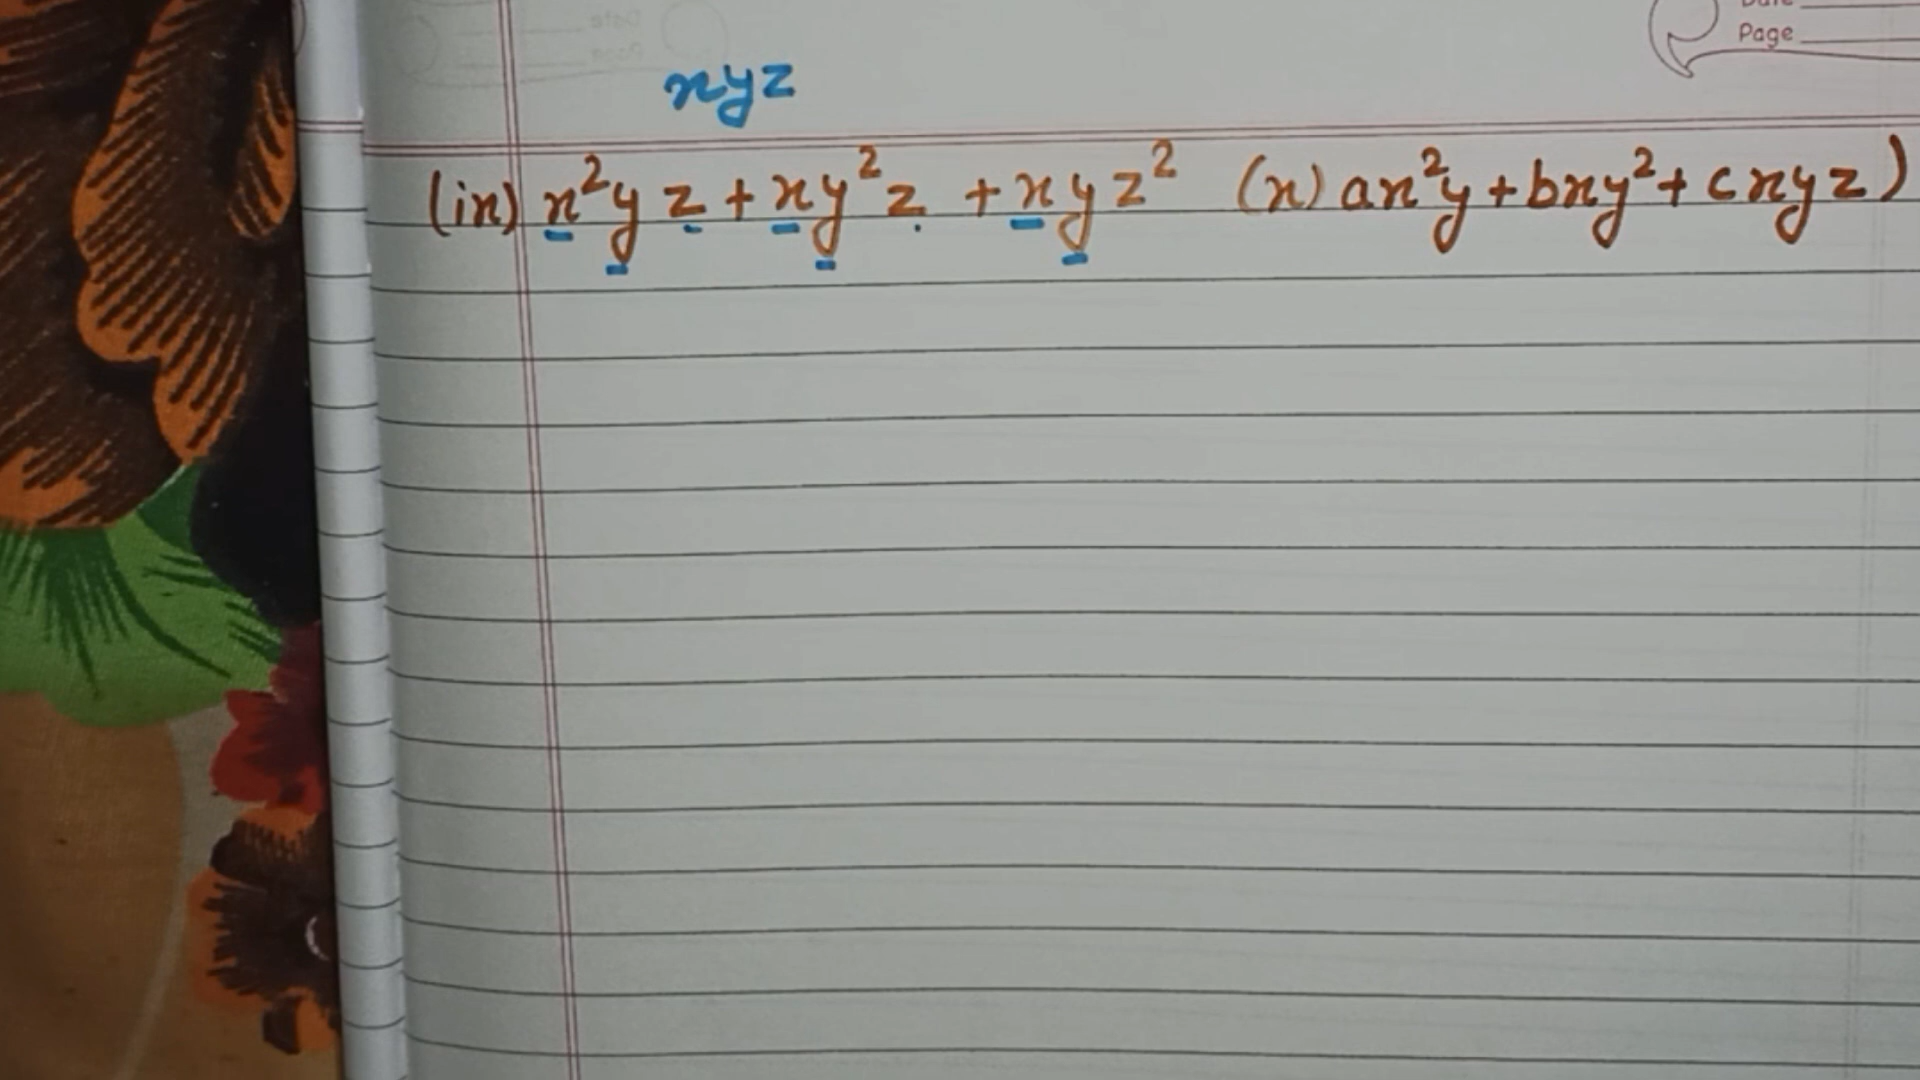 Page
xyz
(ix) x²yz + xy²z + xyz² (x) ax²y + bxy² + cxyz)